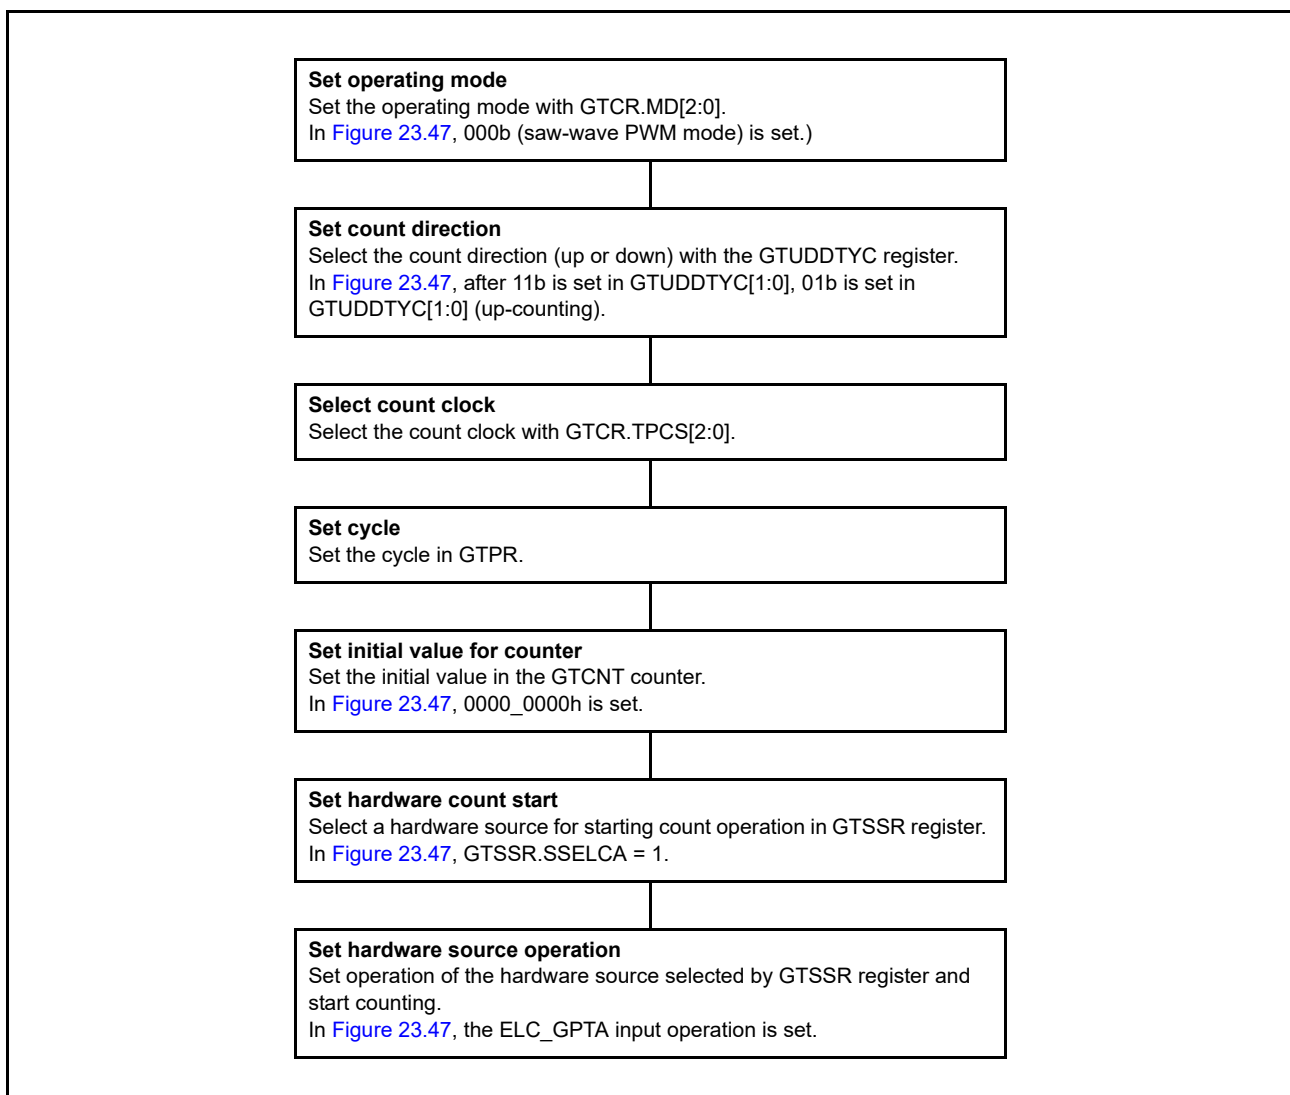 Set operating mode
Set the operating mode with GTCR.MD[2:0].
In Figure 23.47, 000b (saw-wave PWM mode) is set.)
Set count direction
Select the count direction (up or down) with the GTUDDTYC register.
In Figure 23.47, after 11b is set in GTUDDTYC[1:0], 01b is set in
GTUDDTYC[1:0] (up-counting).
Select count clock
Select the count clock with GTCR.TPCS[2:0].
Set cycle
Set the cycle in GTPR.
Set initial value for counter
Set the initial value in the GTCNT counter.
In Figure 23.47, 0000_0000h is set.
Set hardware count start
Select a hardware source for starting count operation in GTSSR register.
In Figure 23.47, GTSSR.SSELCA = 1.
Set hardware source operation
Set operation of the hardware source selected by GTSSR register and
start counting.
In Figure 23.47, the ELC_GPTA input operation is set.